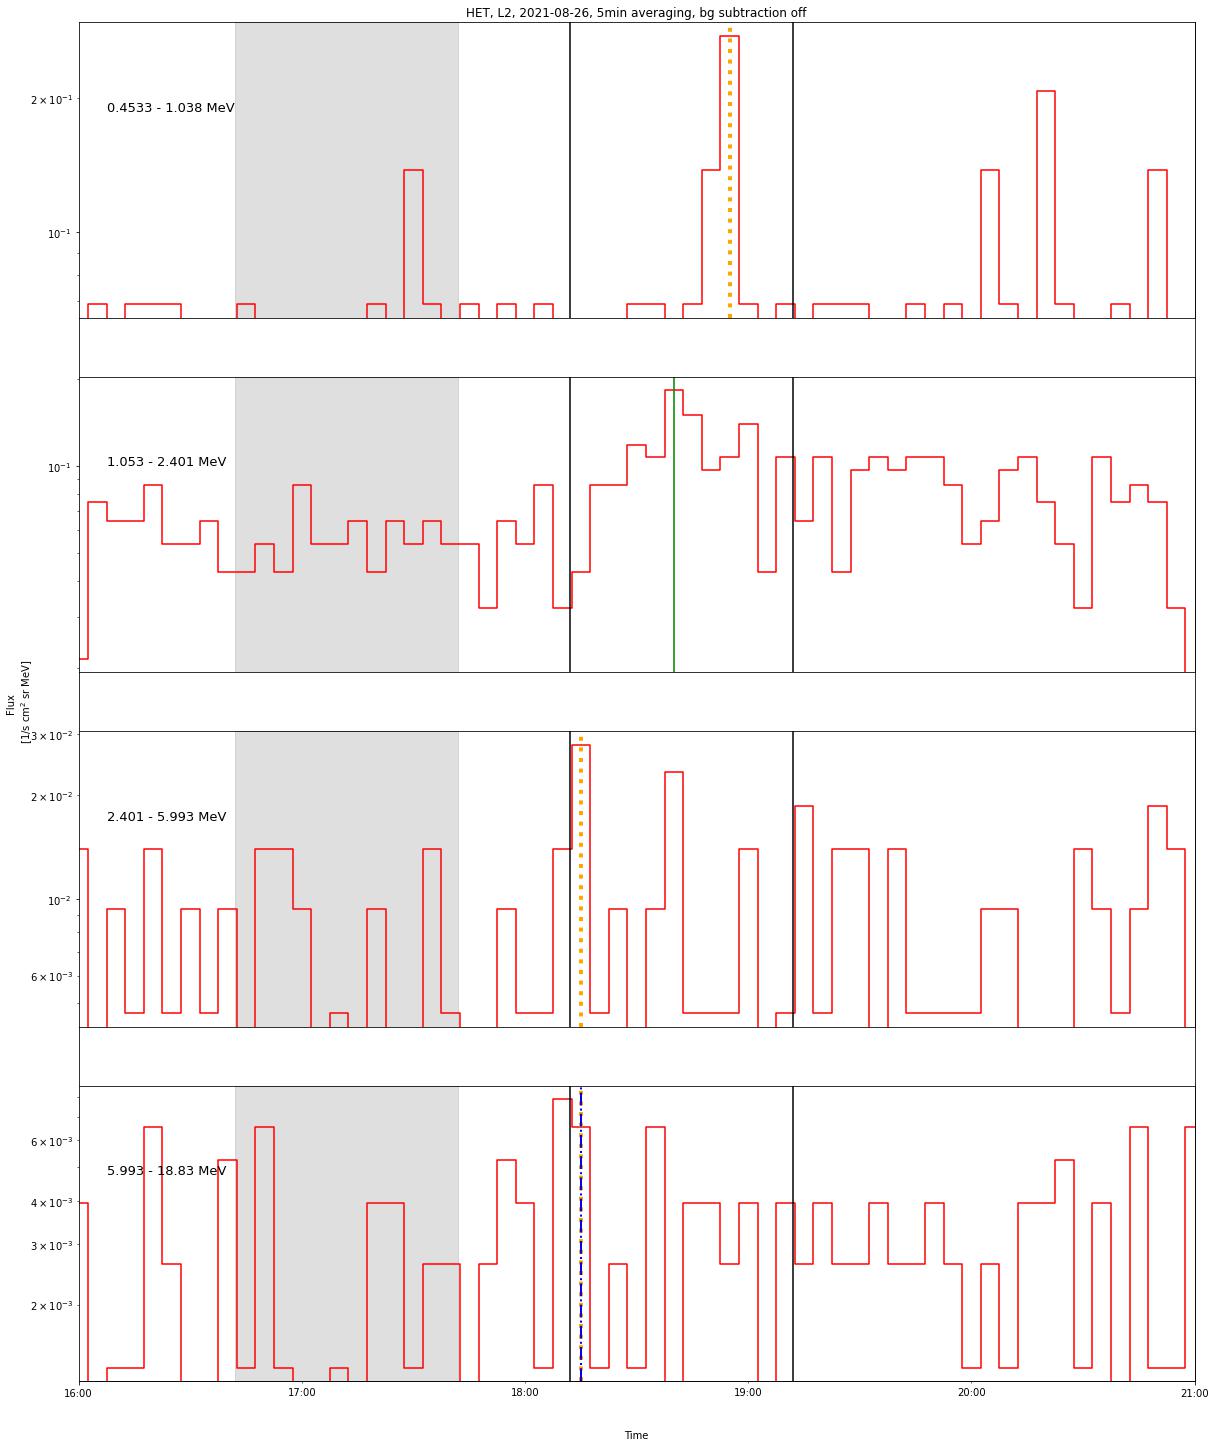 HET, L2, 2021-08-26, 5min averaging, bg subtraction off
2 × 10⁻¹
0.4533 - 1.038 MeV
10⁻¹
10⁻¹
1.053 - 2.401 MeV
Flux
[1/s cm² sr MeV]
3 × 10⁻²
2 × 10⁻²
2.401 - 5.993 MeV
10⁻²
6 × 10⁻³
6 × 10⁻³
5.993 - 18.83 MeV
4 × 10⁻³
3 × 10⁻³
2 × 10⁻³
16:00 17:00 18:00 19:00 20:00 21:00
Time